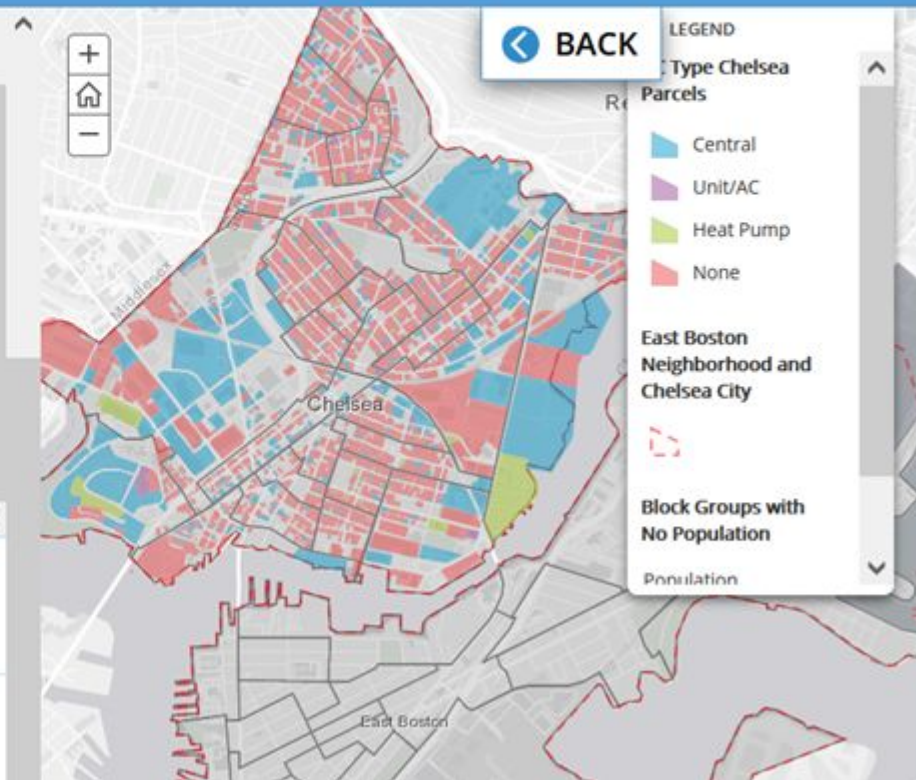 +
−
BACK
LEGEND
C Type Chelsea
Parcels
Central
Unit/AC
Heat Pump
None
East Boston
Neighborhood and
Chelsea City
Block Groups with
No Population
Population
Re
Middlesex
Chelsea
East Boston